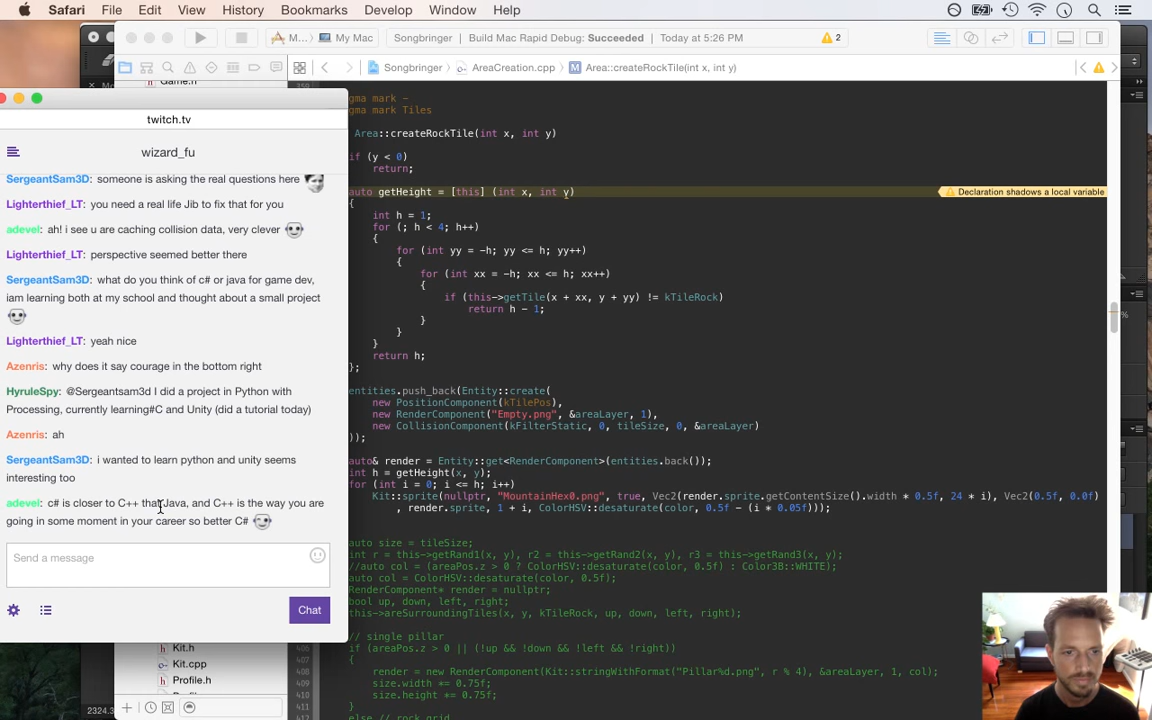 Safari File Edit View History Bookmarks Develop Window Help
M... My Mac
Songbringer | Build Mac Rapid Debug: Succeeded | Today at 5:26 PM
2
Songbringer
AreaCreation.cpp
M Area::createRockTile(int x, int y)
twitch.tv
wizard_fu
SergeantSam3D: someone is asking the real questions here
Lighterthief_LT: you need a real life Jib to fix that for you
adevel: ah! i see u are caching collision data, very clever
Lighterthief_LT: perspective seemed better there
SergeantSam3D: what do you think of c# or java for game dev,
iam learning both at my school and thought about a small project
Lighterthief_LT: yeah nice
Azenris: why does it say courage in the bottom right
HyruleSpy: @Sergeantsam3d I did a project in Python with
Processing, currently learning#C and Unity (did a tutorial today)
Azenris: ah
SergeantSam3D: i wanted to learn python and unity seems
interesting too
adevel: c# is closer to C++ that Java, and C++ is the way you are
going in some moment in your career so better C#
Send a message
Chat
Kit.h
Kit.cpp
Profile.h
gma mark -
gma mark Tiles
Area::createRockTile(int x, int y)
if (y < 0)
return;
auto getHeight = [this] (int x, int y)
Declaration shadows a local variable
{
int h = 1;
for (; h < 4; h++)
{
for (int yy = -h; yy <= h; yy++)
{
for (int xx = -h; xx <= h; xx++)
{
if (this->getTile(x + xx, y + yy) != kTileRock)
return h - 1;
}
}
}
return h;
};
entities.push_back(Entity::create(
new PositionComponent(kTilePos),
new RenderComponent("Empty.png", &areaLayer, 1),
new CollisionComponent(kFilterStatic, 0, tileSize, 0, &areaLayer)
));
auto& render = Entity::get<RenderComponent>(entities.back());
int h = getHeight(x, y);
for (int i = 0; i < h; i++)
Kit::sprite(nullptr, "MountainHex0.png", true, Vec2(render.sprite.getContentSize().width * 0.5f, 24 * i), Vec2(0.5f, 0.0f)
, render.sprite, 1 + i, ColorHSV::desaturate(color, 0.5f - (i * 0.05f)));
auto size = tileSize;
int r = this->getRand1(x, y), r2 = this->getRand2(x, y), r3 = this->getRand3(x, y);
//auto col = (areaPos.z > 0 ? ColorHSV::desaturate(color, 0.5f) : Color3B::WHITE);
auto col = ColorHSV::desaturate(color, 0.5f);
RenderComponent* render = nullptr;
bool up, down, left, right;
this->areSurroundingTiles(x, y, kTileRock, up, down, left, right);
// single pillar
if (areaPos.z > 0 || (!up && !down && !left && !right))
{
render = new RenderComponent(Kit::stringWithFormat("Pillar%d.png", r % 4), &areaLayer, 1, col);
size.width *= 0.75f;
size.height *= 0.75f;
}
else // rock grid
406
407
408
409
410
411
412